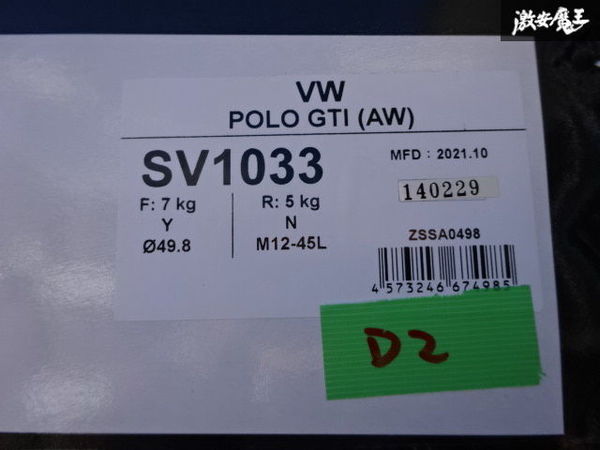 激安魔王
VW
POLO GTI (AW)
SV1033
MFD : 2021.10
140229
F: 7 kg
R: 5 kg
Y
N
Ø49.8
M12-45L
ZSSA0498
4 573246 674985
D2